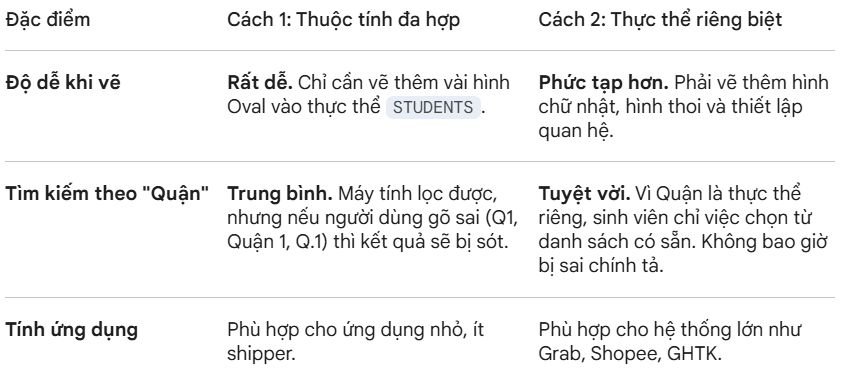 Đặc điểm
Cách 1: Thuộc tính đa hợp
Cách 2: Thực thể riêng biệt
Độ dễ khi vẽ
Rất dễ. Chỉ cần vẽ thêm vài hình
Oval vào thực thể STUDENTS.
Phức tạp hơn. Phải vẽ thêm hình
chữ nhật, hình thoi và thiết lập
quan hệ.
Tìm kiếm theo "Quận"
Trung bình. Máy tính lọc được,
nhưng nếu người dùng gõ sai (Q1,
Quận 1, Q.1) thì kết quả sẽ bị sót.
Tuyệt vời. Vì Quận là thực thể
riêng, sinh viên chỉ việc chọn từ
danh sách có sẵn. Không bao giờ
bị sai chính tả.
Tính ứng dụng
Phù hợp cho ứng dụng nhỏ, ít
shipper.
Phù hợp cho hệ thống lớn như
Grab, Shopee, GHTK.